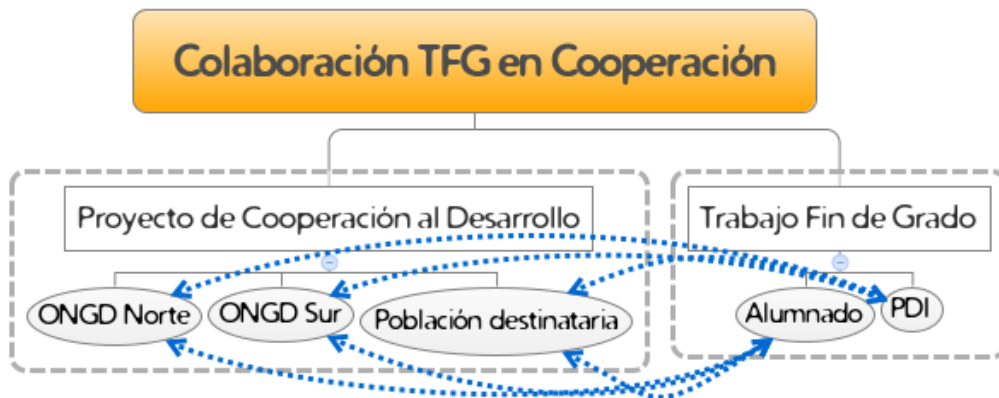 Colaboración TFG en Cooperación
Proyecto de Cooperación al Desarrollo
Trabajo Fin de Grado
ONGD Norte
ONGD Sur
Población destinataria
Alumnado
PDI